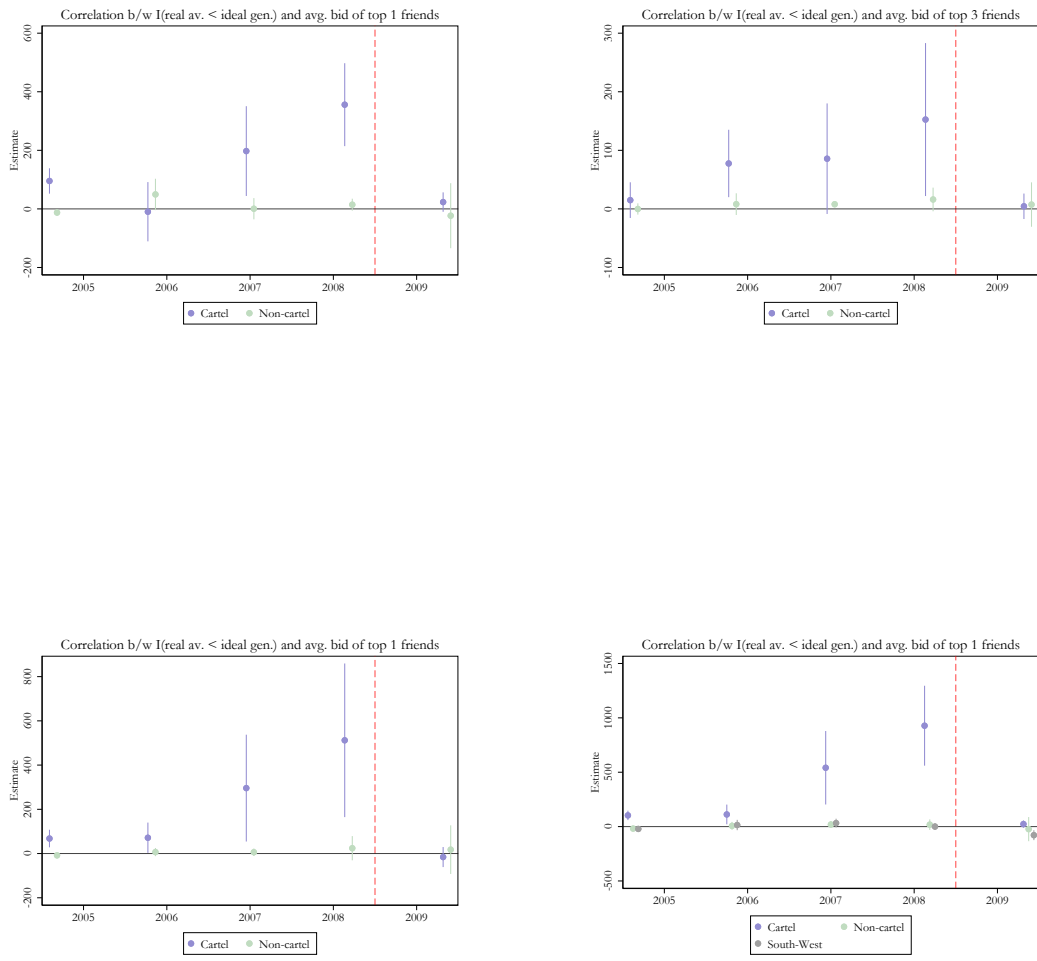 Correlation b/w I(real av. < ideal gen.) and avg. bid of top 1 friends
600
400
200
0
-200
Estimate
2005 2006 2007 2008 2009
Cartel Non-cartel
Correlation b/w I(real av. < ideal gen.) and avg. bid of top 3 friends
300
200
100
0
-100
Estimate
2005 2006 2007 2008 2009
Cartel Non-cartel
Correlation b/w I(real av. < ideal gen.) and avg. bid of top 1 friends
800
600
400
200
0
-200
Estimate
2005 2006 2007 2008 2009
Cartel Non-cartel
Correlation b/w I(real av. < ideal gen.) and avg. bid of top 1 friends
1500
1000
500
0
-500
Estimate
2005 2006 2007 2008 2009
Cartel Non-cartel
South-West